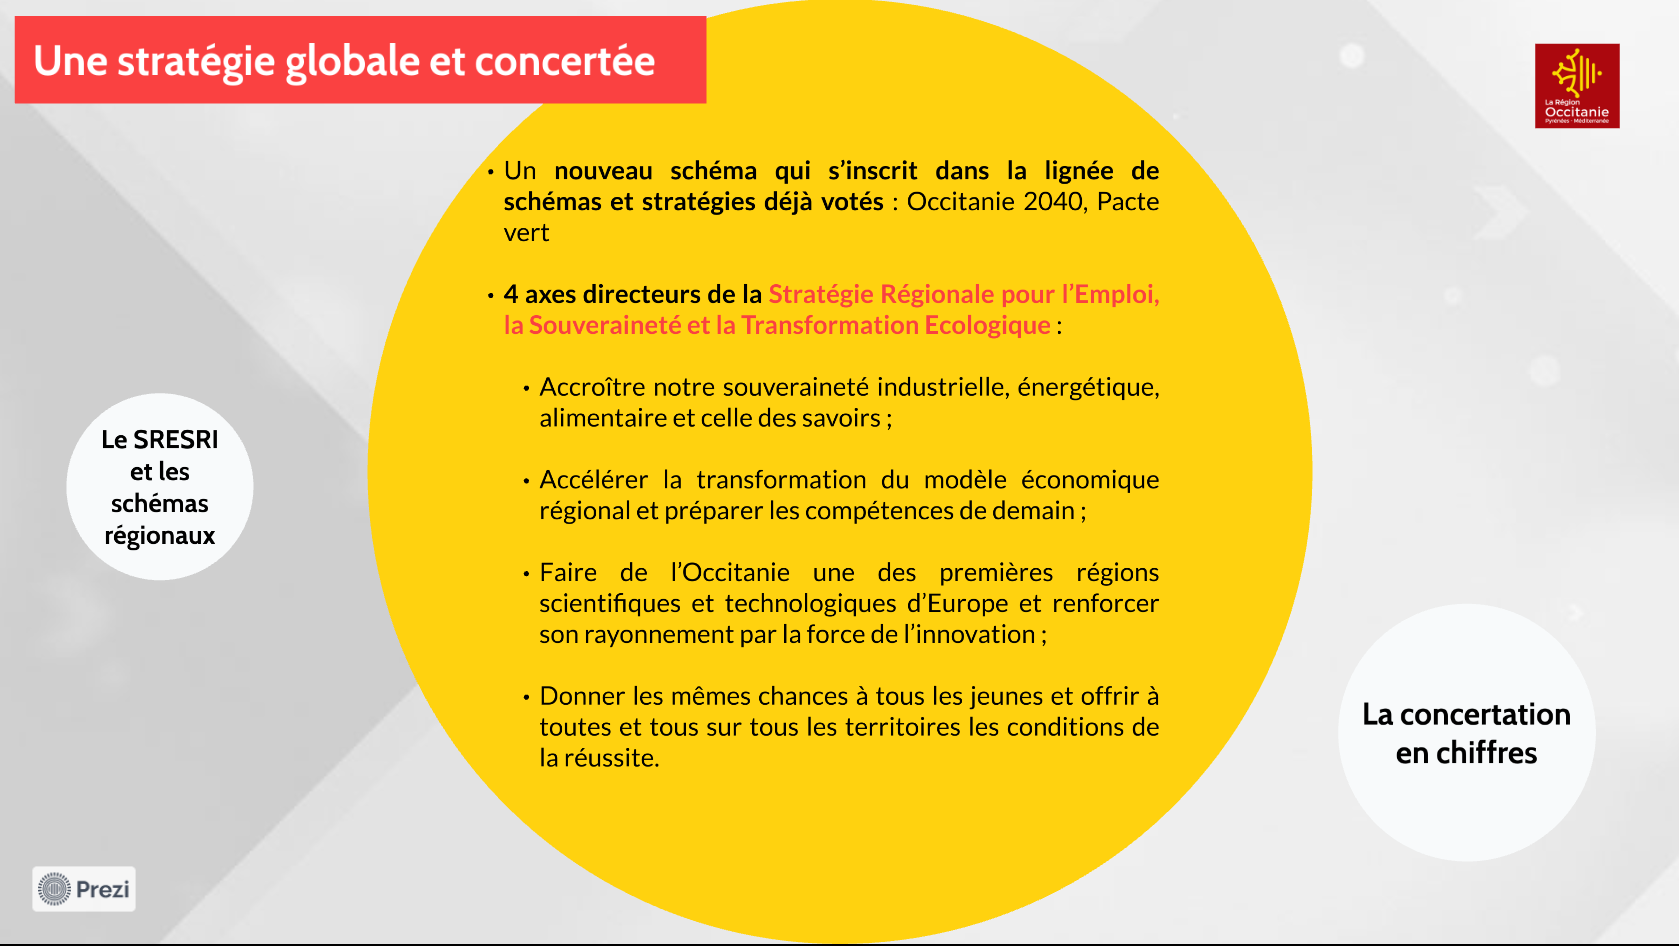 Une stratégie globale et concertée
La Région
Occitanie
Pyrénées - Méditerranée
• Un nouveau schéma qui s’inscrit dans la lignée de
schémas et stratégies déjà votés : Occitanie 2040, Pacte
vert
• 4 axes directeurs de la Stratégie Régionale pour l’Emploi,
la Souveraineté et la Transformation Ecologique :
• Accroître notre souveraineté industrielle, énergétique,
alimentaire et celle des savoirs ;
• Accélérer la transformation du modèle économique
régional et préparer les compétences de demain ;
• Faire de l’Occitanie une des premières régions
scientifiques et technologiques d’Europe et renforcer
son rayonnement par la force de l’innovation ;
• Donner les mêmes chances à tous les jeunes et offrir à
toutes et tous sur tous les territoires les conditions de
la réussite.
Le SRESRI
et les
schémas
régionaux
La concertation
en chiffres
Prezi